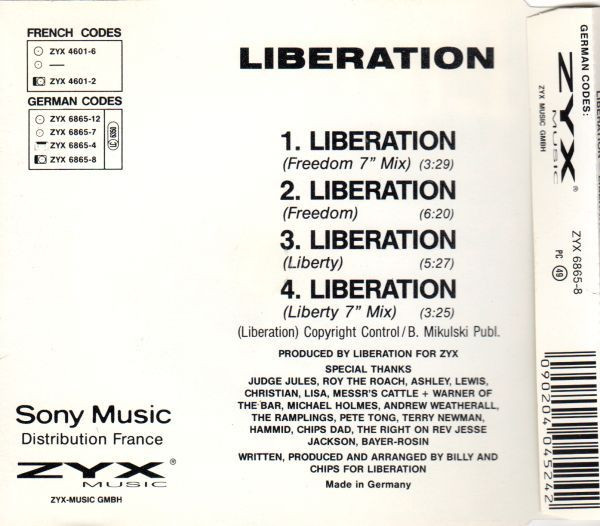 FRENCH CODES
ZYX 4601-6
—
ZYX 4601-2
GERMAN CODES
ZYX 6865-12
ZYX 6865-7
ZYX 6865-4
ZYX 6865-8
LIBERATION
1. LIBERATION
(Freedom 7” Mix) (3:29)
2. LIBERATION
(Freedom) (6:20)
3. LIBERATION
(Liberty) (5:27)
4. LIBERATION
(Liberty 7” Mix) (3:25)
(Liberation) Copyright Control/B. Mikulski Publ.
PRODUCED BY LIBERATION FOR ZYX
SPECIAL THANKS
JUDGE JULES, ROY THE ROACH, ASHLEY, LEWIS,
CHRISTIAN, LISA, MESSR'S CATTLE + WARNER OF
THE BAR, MICHAEL HOLMES, ANDREW WEATHERALL,
THE RAMPLINGS, PETE TONG, TERRY NEWMAN,
HAMMID, CHIPS DAD, THE RIGHT ON REV JESSE
JACKSON, BAYER-ROSIN
WRITTEN, PRODUCED AND ARRANGED BY BILLY AND
CHIPS FOR LIBERATION
Made in Germany
Sony Music
Distribution France
ZYX®
MUSIC
ZYX-MUSIC GMBH
GERMAN CODES:
ZYX®
MUSIC
ZYX MUSIC GMBH
ZYX 6865-8
PC 49
LIBERATION
090204 045242